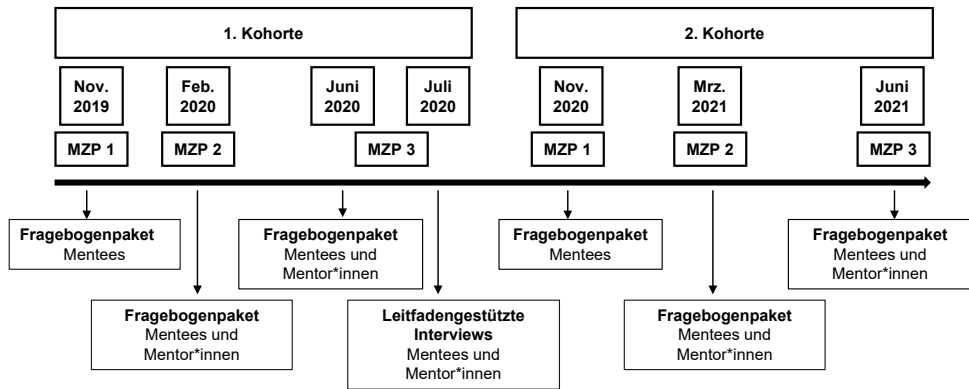 1. Kohorte
2. Kohorte
Nov.
2019
Feb.
2020
Juni
2020
Juli
2020
Nov.
2020
Mrz.
2021
Juni
2021
MZP 1
MZP 2
MZP 3
MZP 1
MZP 2
MZP 3
Fragebogenpaket
Mentees
Fragebogenpaket
Mentees und
Mentor*innen
Fragebogenpaket
Mentees
Fragebogenpaket
Mentees und
Mentor*innen
Fragebogenpaket
Mentees und
Mentor*innen
Leitfadengestützte
Interviews
Mentees und
Mentor*innen
Fragebogenpaket
Mentees und
Mentor*innen